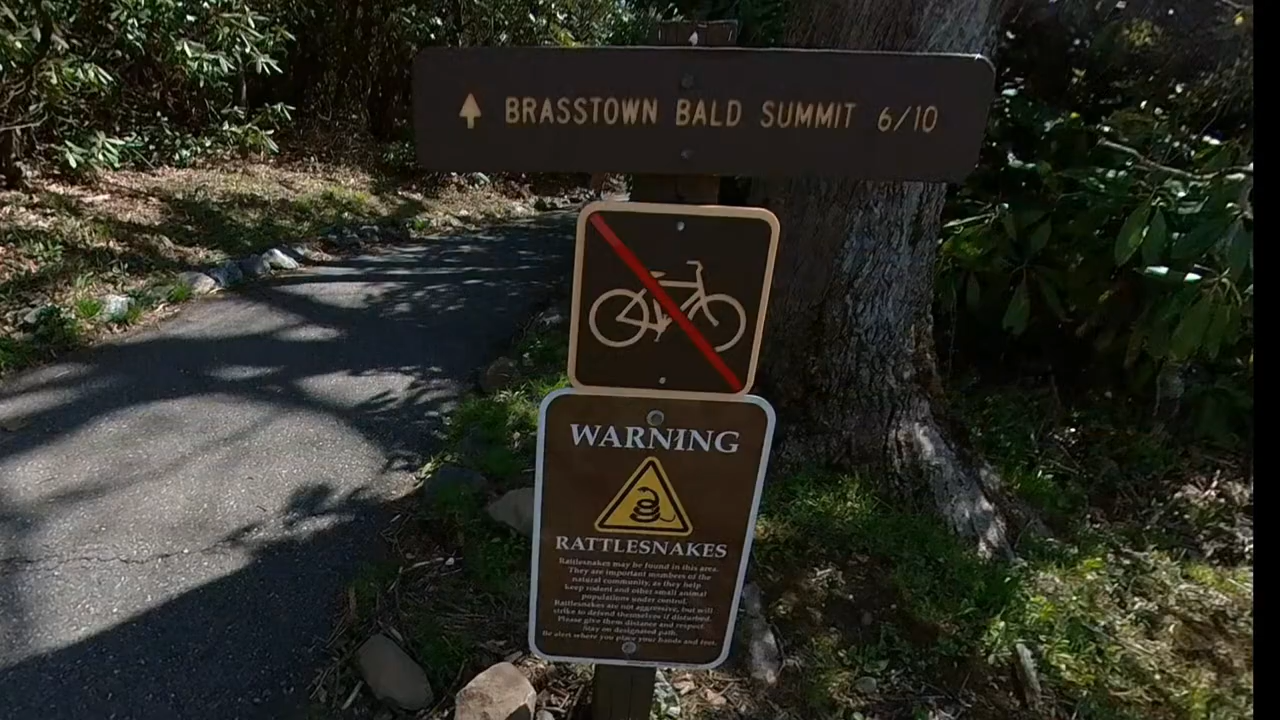 BRASSTOWN BALD SUMMIT 6/10
WARNING
RATTLESNAKES
Rattlesnakes may be found in this area.
They are important members of the
natural community, as they help
keep rodent and other small animal
populations under control.
Rattlesnakes are not aggressive, but will
strike to defend themselves if disturbed.
Please give them distance and respect.
Stay on designated path.
Be alert where you place your hands and feet.